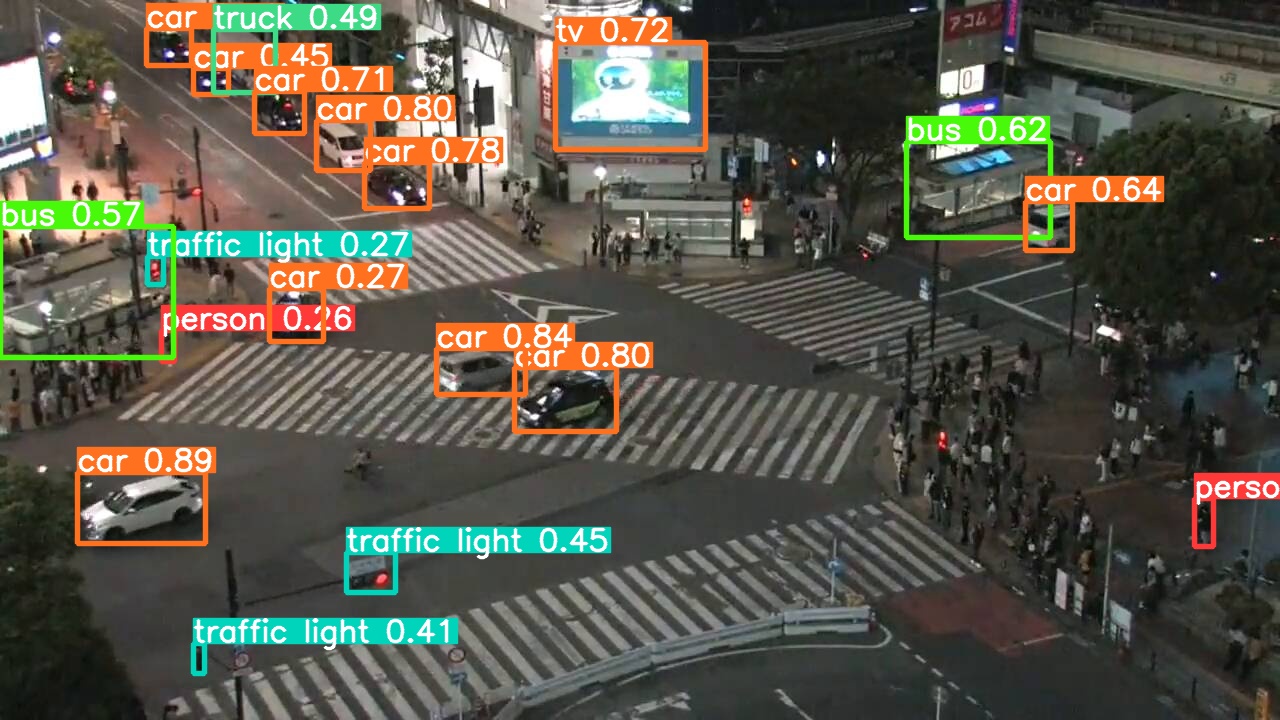 car
truck 0.49
car 0.45
tv 0.72
car 0.71
car 0.80
car 0.78
アコム
bus 0.62
car 0.64
bus 0.57
traffic light 0.27
car 0.27
person 0.26
car 0.84
car 0.80
car 0.89
perso
traffic light 0.45
traffic light 0.41